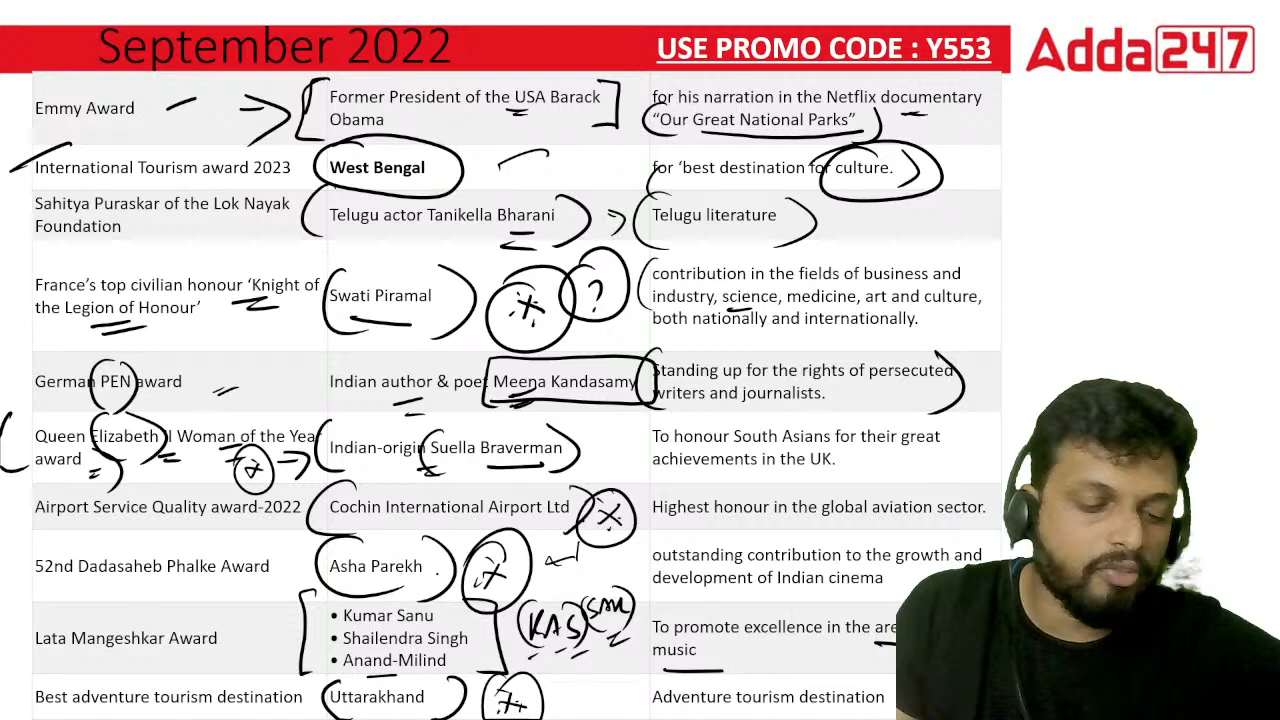 September 2022
USE PROMO CODE : Y553
Adda247
Emmy Award
Former President of the USA Barack
Obama
for his narration in the Netflix documentary
“Our Great National Parks”
International Tourism award 2023
West Bengal
for ‘best destination for culture.
Sahitya Puraskar of the Lok Nayak
Foundation
Telugu actor Tanikella Bharani
Telugu literature
France’s top civilian honour ‘Knight of
the Legion of Honour’
Swati Piramal
?
contribution in the fields of business and
industry, science, medicine, art and culture,
both nationally and internationally.
German PEN award
Indian author & poet Meena Kandasamy
Standing up for the rights of persecuted
writers and journalists.
Queen Elizabeth II Woman of the Year
award
Indian-origin Suella Braverman
To honour South Asians for their great
achievements in the UK.
Airport Service Quality award-2022
Cochin International Airport Ltd
Highest honour in the global aviation sector.
52nd Dadasaheb Phalke Award
Asha Parekh
outstanding contribution to the growth and
development of Indian cinema
Lata Mangeshkar Award
• Kumar Sanu
• Shailendra Singh
• Anand-Milind
KAS
To promote excellence in the
music
Best adventure tourism destination
Uttarakhand
Adventure tourism destination